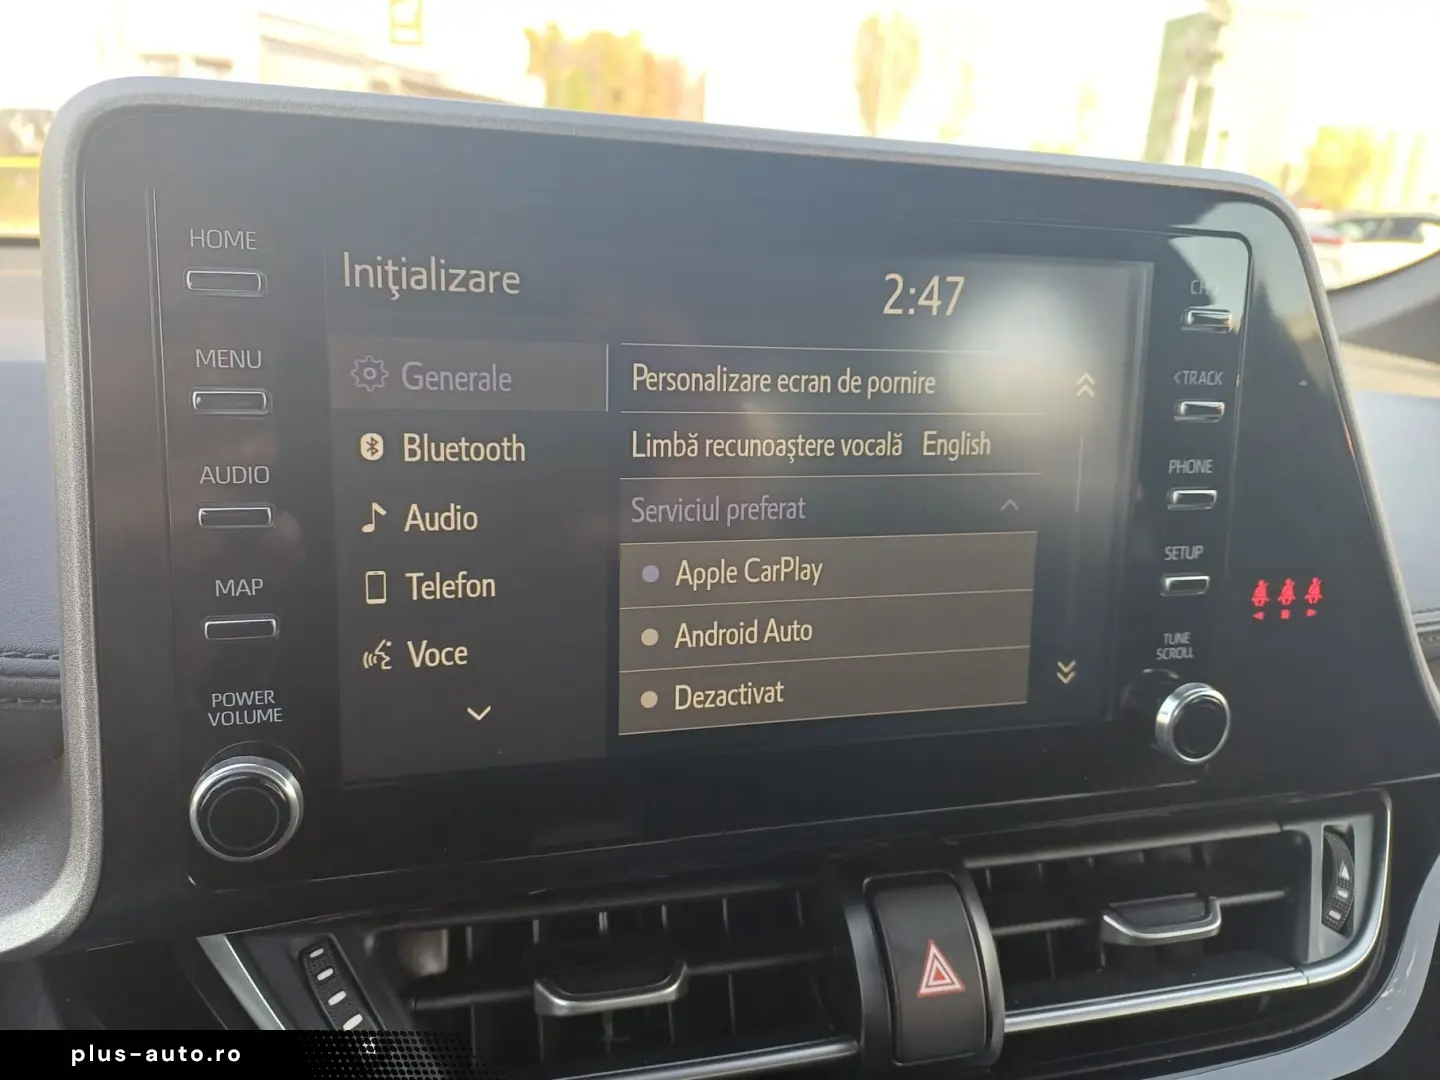 HOME
MENU
AUDIO
MAP
POWER
VOLUME
Iniţializare
2:47
Generale
Bluetooth
Audio
Telefon
Voce
Personalizare ecran de pornire
Limbă recunoaştere vocală English
Serviciul preferat
Apple CarPlay
Android Auto
Dezactivat
<TRACK
PHONE
SETUP
TUNE
SCROLL
plus-auto.ro